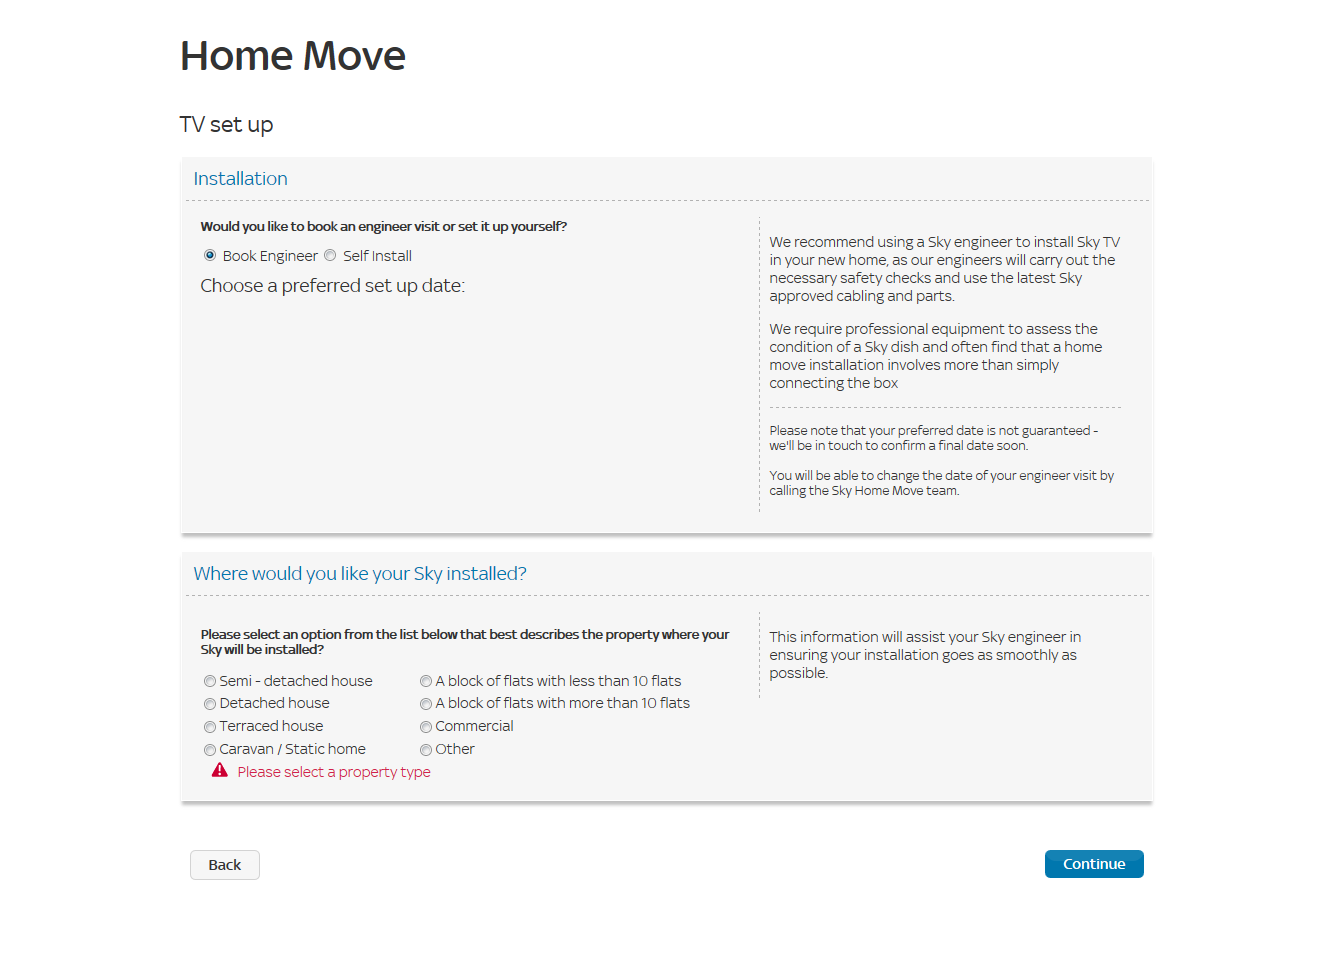 Home Move
TV set up
Installation
Would you like to book an engineer visit or set it up yourself?
Book Engineer Self Install
Choose a preferred set up date:
We recommend using a Sky engineer to install Sky TV
in your new home, as our engineers will carry out the
necessary safety checks and use the latest Sky
approved cabling and parts.
We require professional equipment to assess the
condition of a Sky dish and often find that a home
move installation involves more than simply
connecting the box
Please note that your preferred date is not guaranteed -
we'll be in touch to confirm a final date soon.
You will be able to change the date of your engineer visit by
calling the Sky Home Move team.
Where would you like your Sky installed?
Please select an option from the list below that best describes the property where your
Sky will be installed?
Semi - detached house
Detached house
Terraced house
Caravan / Static home
A block of flats with less than 10 flats
A block of flats with more than 10 flats
Commercial
Other
Please select a property type
This information will assist your Sky engineer in
ensuring your installation goes as smoothly as
possible.
Back
Continue